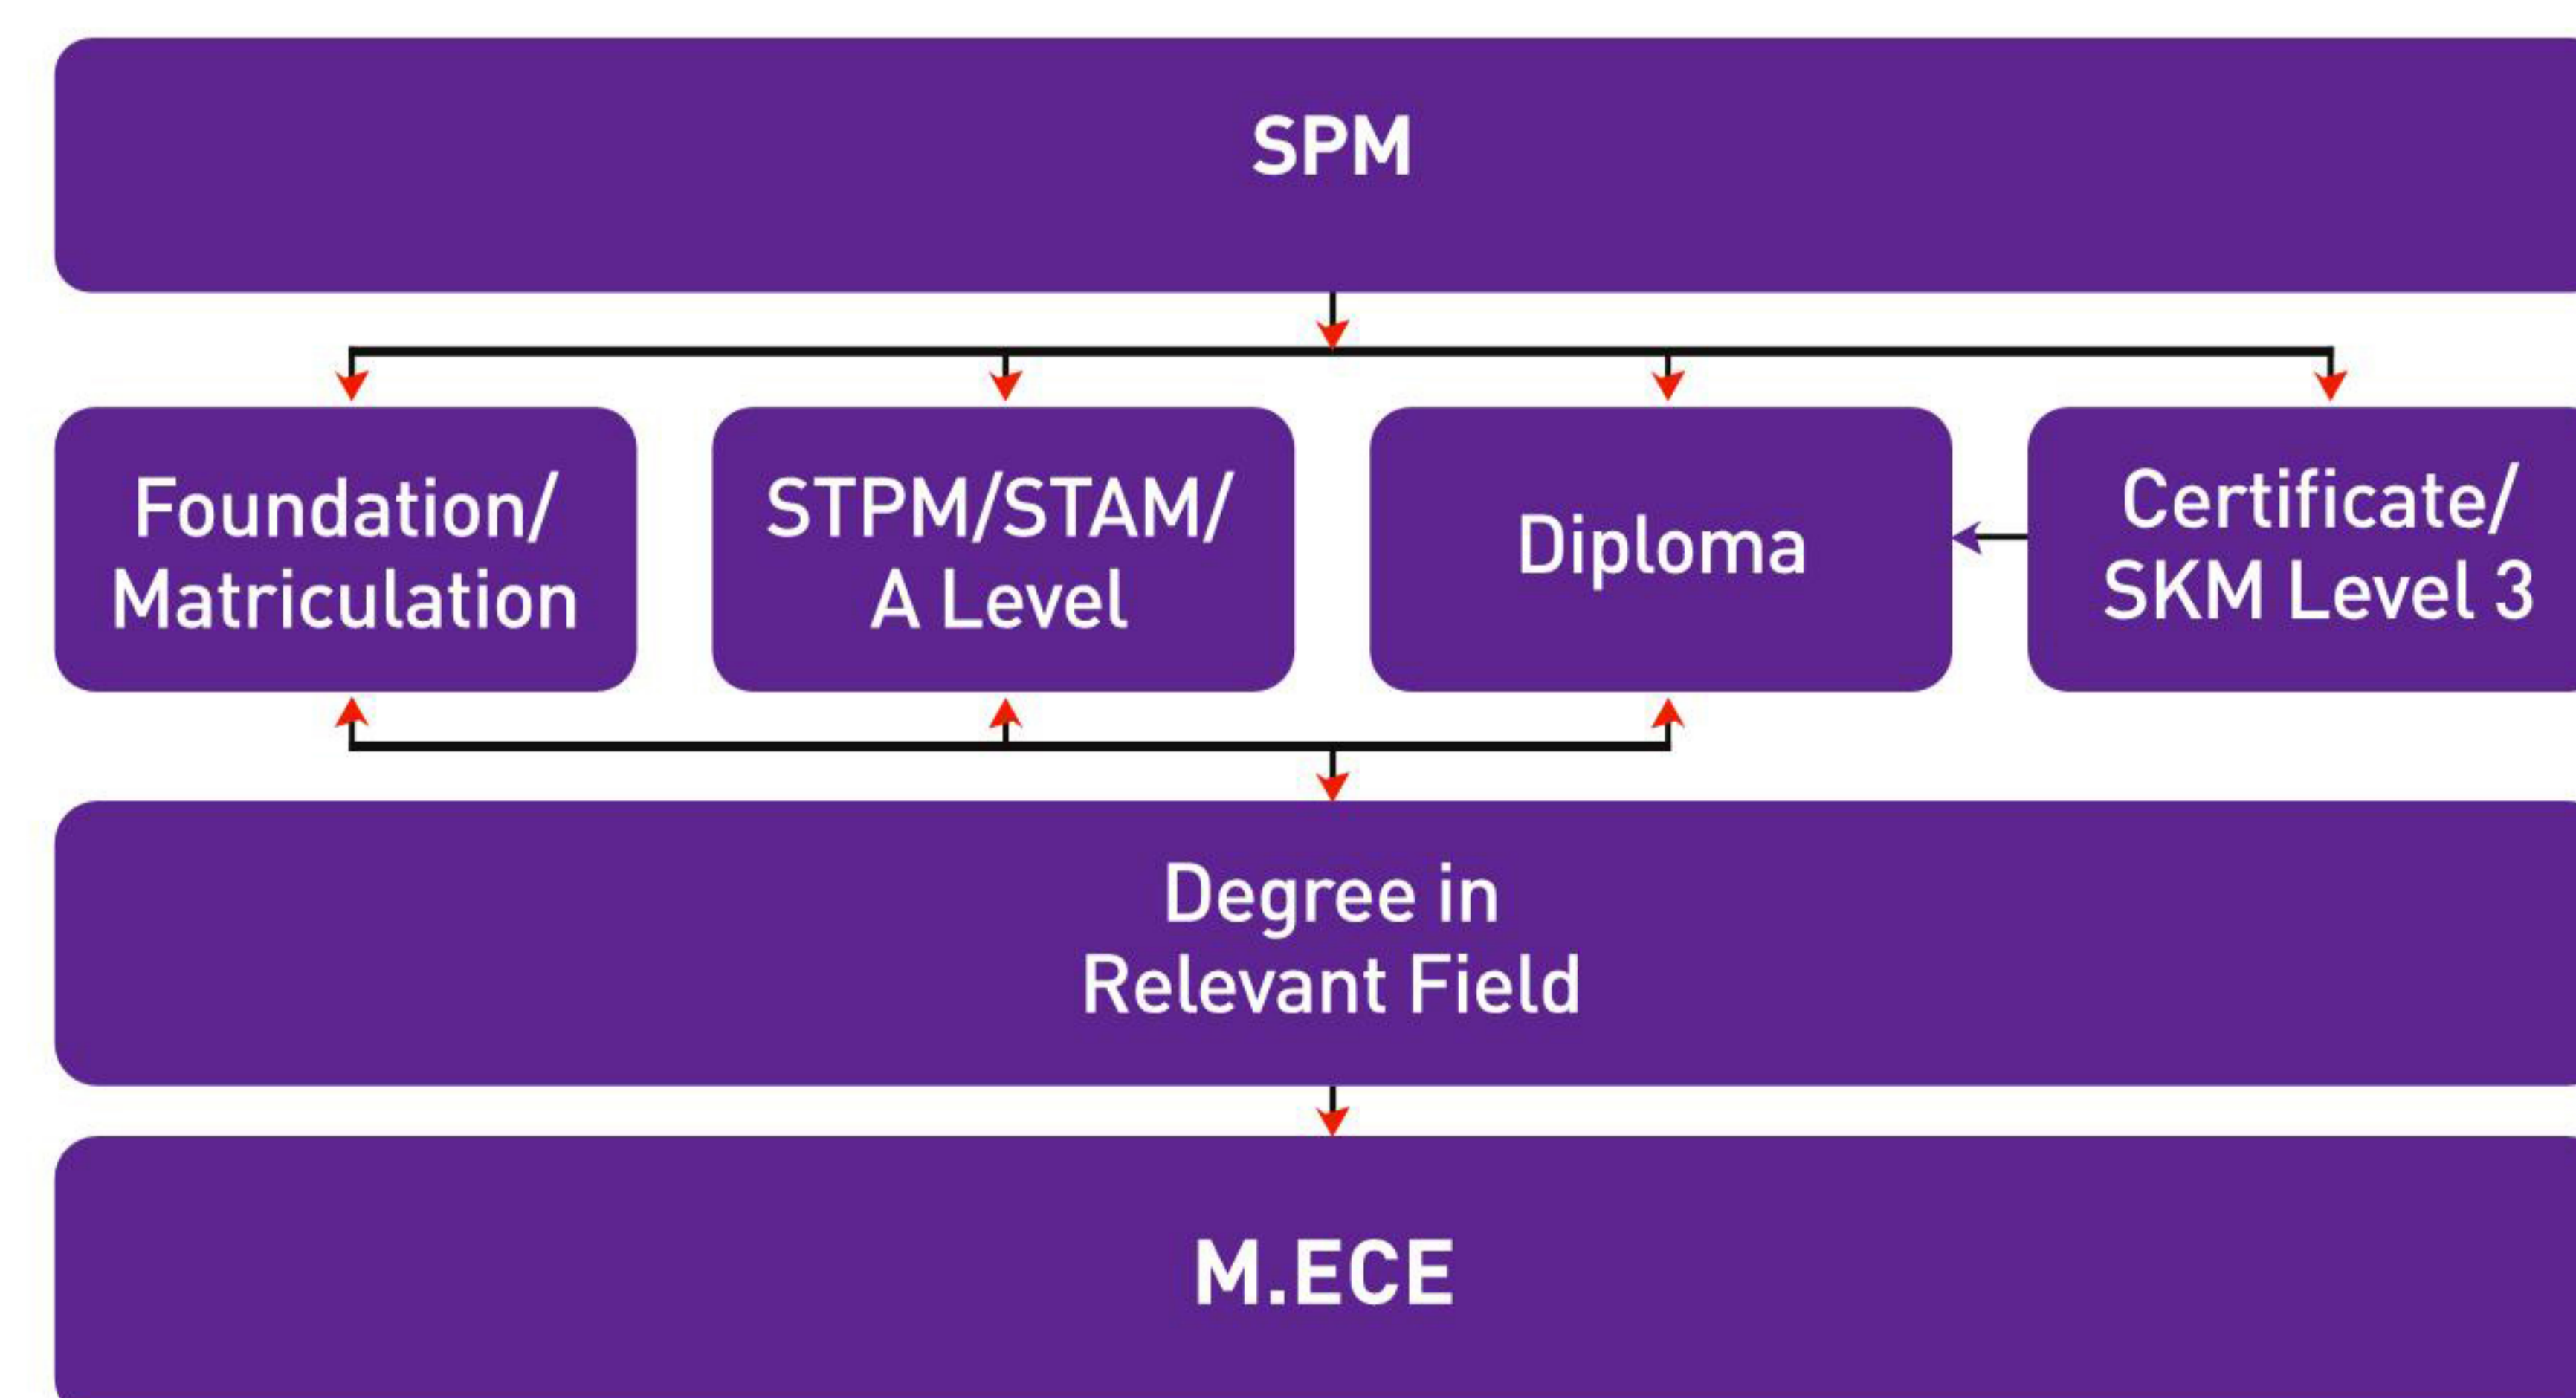 SPM
Foundation/
Matriculation
STPM/STAM/
A Level
Diploma
Certificate/
SKM Level 3
Degree in
Relevant Field
M.ECE